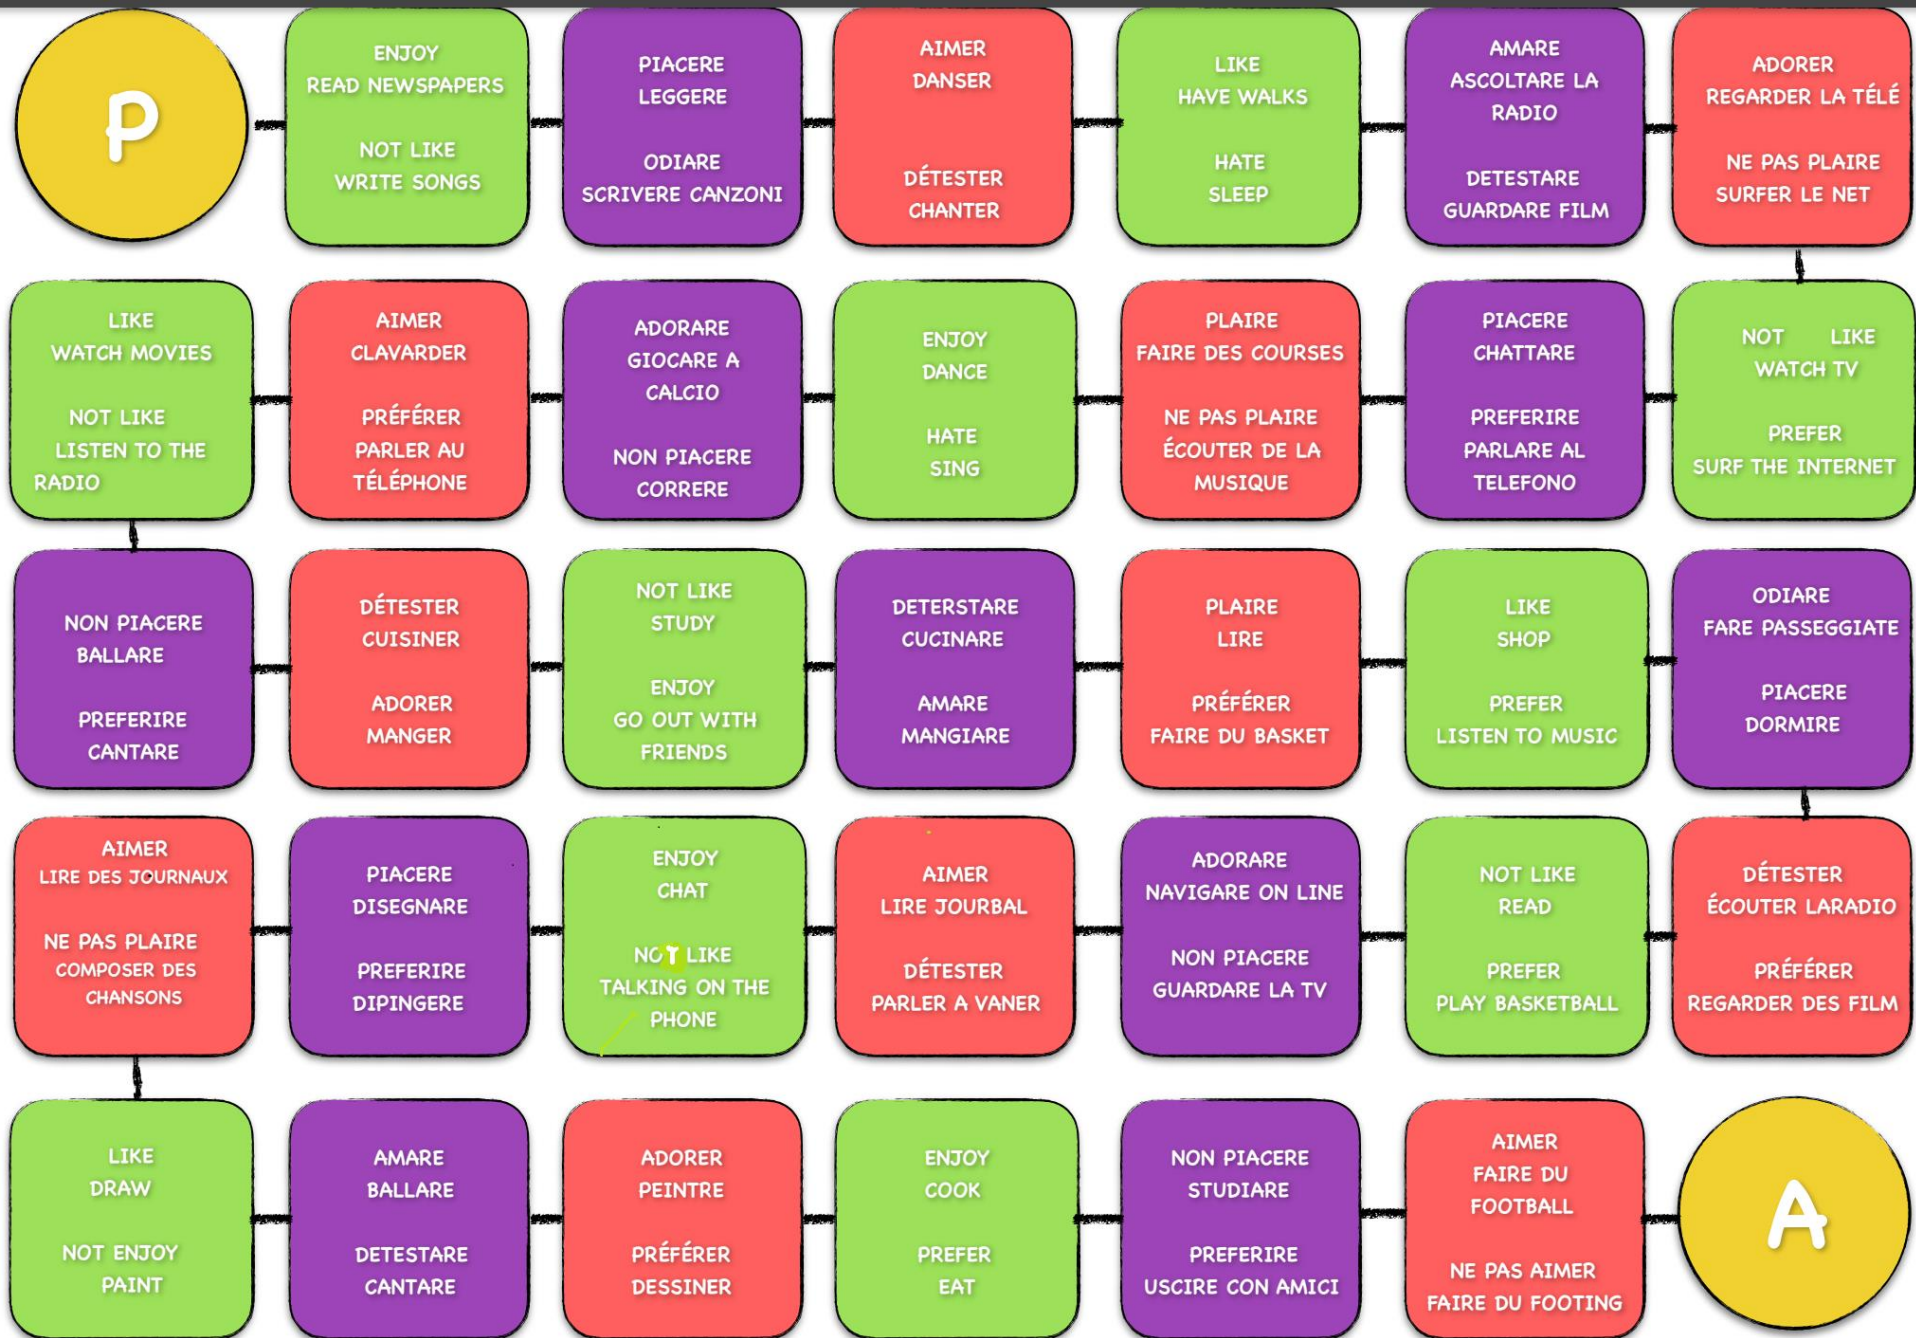 P
ENJOY
READ NEWSPAPERS
NOT LIKE
WRITE SONGS
PIACERE
LEGGERE
ODIARE
SCRIVERE CANZONI
AIMER
DANSER
DÉTESTER
CHANTER
LIKE
HAVE WALKS
HATE
SLEEP
AMARE
ASCOLTARE LA
RADIO
DETESTARE
GUARDARE FILM
ADORER
REGARDER LA TÉLÉ
NE PAS PLAIRE
SURFER LE NET
LIKE
WATCH MOVIES
NOT LIKE
LISTEN TO THE
RADIO
AIMER
CLAVARDER
PRÉFÉRER
PARLER AU
TÉLÉPHONE
ADORARE
GIOCARE A
CALCIO
NON PIACERE
CORRERE
ENJOY
DANCE
HATE
SING
PLAIRE
FAIRE DES COURSES
NE PAS PLAIRE
ÉCOUTER DE LA
MUSIQUE
PIACERE
CHATTARE
PREFERIRE
PARLARE AL
TELEFONO
NOT LIKE
WATCH TV
PREFER
SURF THE INTERNET
NON PIACERE
BALLARE
PREFERIRE
CANTARE
DÉTESTER
CUISINER
ADORER
MANGER
NOT LIKE
STUDY
ENJOY
GO OUT WITH
FRIENDS
DETERSTARE
CUCINARE
AMARE
MANGIARE
PLAIRE
LIRE
PRÉFÉRER
FAIRE DU BASKET
LIKE
SHOP
PREFER
LISTEN TO MUSIC
ODIARE
FARE PASSEGGIATE
PIACERE
DORMIRE
AIMER
LIRE DES JOURNAUX
NE PAS PLAIRE
COMPOSER DES
CHANSONS
PIACERE
DISEGNARE
PREFERIRE
DIPINGERE
ENJOY
CHAT
NOT LIKE
TALKING ON THE
PHONE
AIMER
LIRE JOURBAL
DÉTESTER
PARLER A VANER
ADORARE
NAVIGARE ON LINE
NON PIACERE
GUARDARE LA TV
NOT LIKE
READ
PREFER
PLAY BASKETBALL
DÉTESTER
ÉCOUTER LARADIO
PRÉFÉRER
REGARDER DES FILM
LIKE
DRAW
NOT ENJOY
PAINT
AMARE
BALLARE
DETESTARE
CANTARE
ADORER
PEINTRE
PRÉFÉRER
DESSINER
ENJOY
COOK
PREFER
EAT
NON PIACERE
STUDIARE
PREFERIRE
USCIRE CON AMICI
AIMER
FAIRE DU
FOOTBALL
NE PAS AIMER
FAIRE DU FOOTING
A